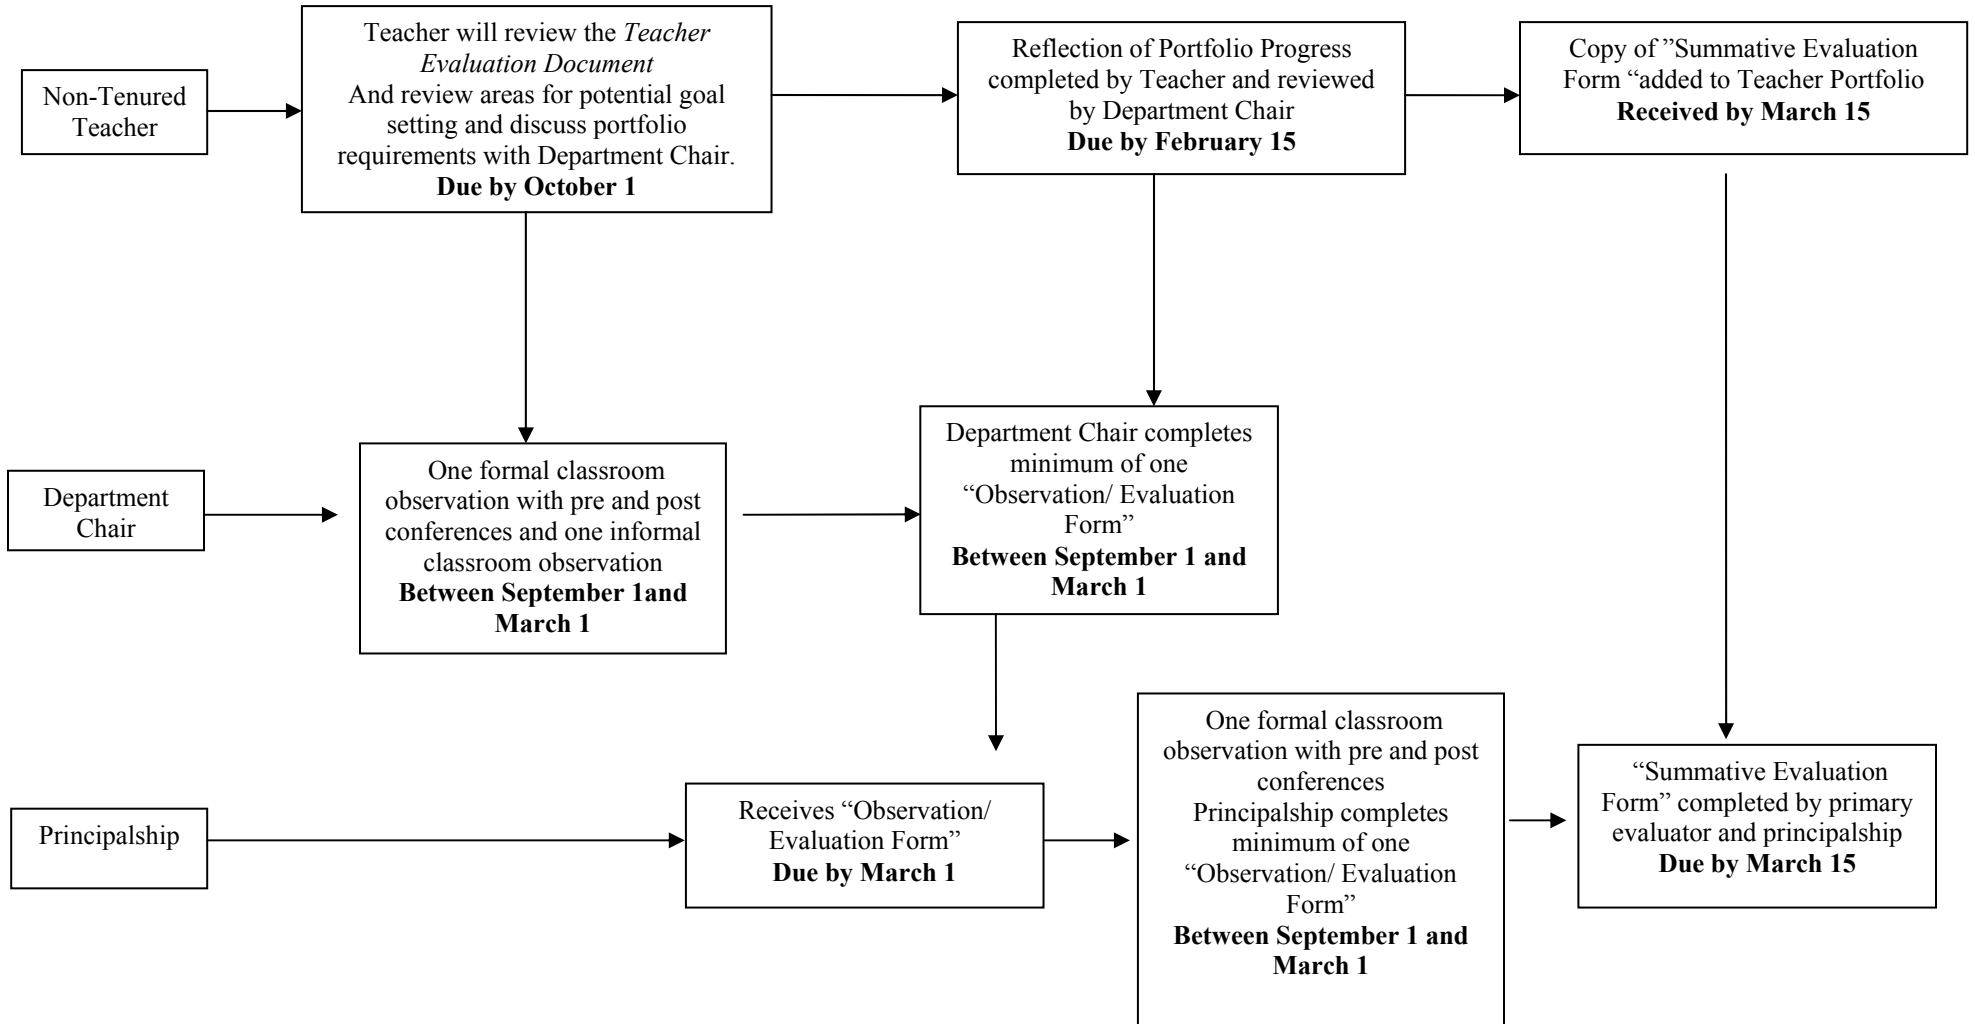 Non-Tenured
Teacher
Teacher will review the Teacher
Evaluation Document
And review areas for potential goal
setting and discuss portfolio
requirements with Department Chair.
Due by October 1
Reflection of Portfolio Progress
completed by Teacher and reviewed
by Department Chair
Due by February 15
Copy of ”Summative Evaluation
Form “added to Teacher Portfolio
Received by March 15
Department
Chair
One formal classroom
observation with pre and post
conferences and one informal
classroom observation
Between September 1and
March 1
Department Chair completes
minimum of one
“Observation/ Evaluation
Form”
Between September 1 and
March 1
Principalship
Receives “Observation/
Evaluation Form”
Due by March 1
One formal classroom
observation with pre and post
conferences
Principalship completes
minimum of one
“Observation/ Evaluation
Form”
Between September 1 and
March 1
“Summative Evaluation
Form” completed by primary
evaluator and principalship
Due by March 15